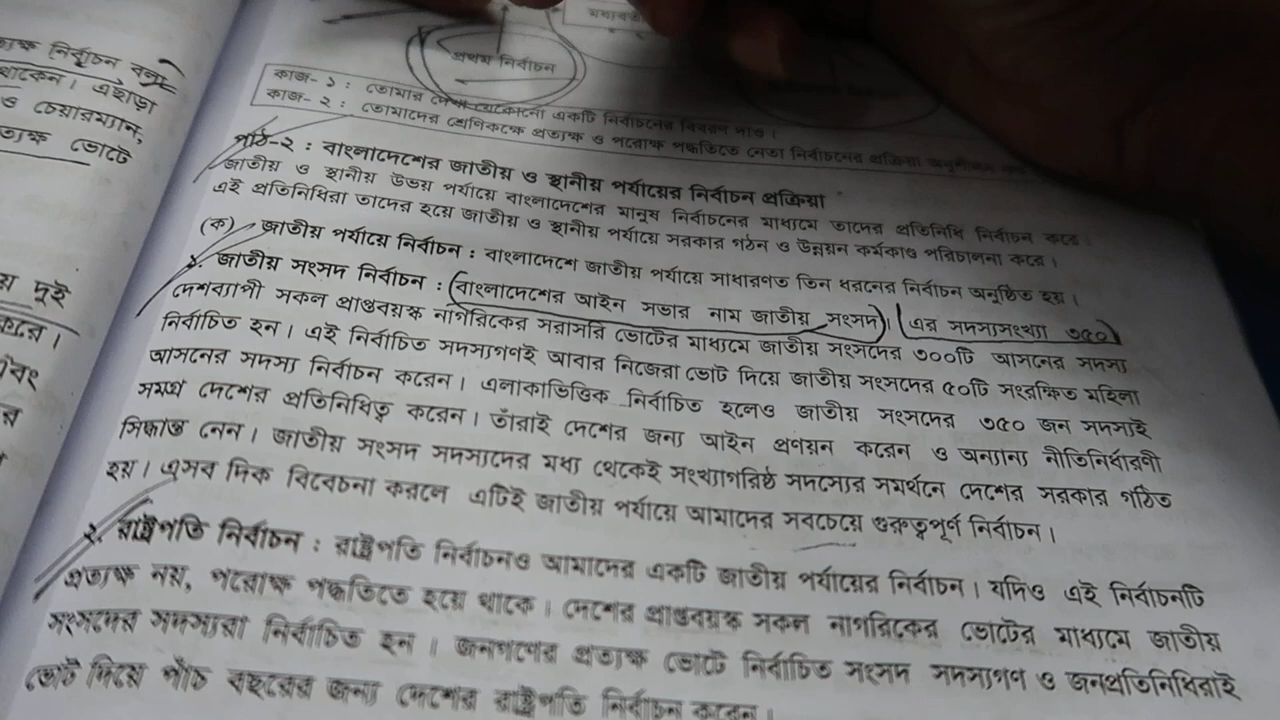 ত্যক্ষ নির্বাচন বলা
থাকেন। এছাড়া
ও চেয়ারম্যান,
ত্যক্ষ ভোটে
য় দুই
করে।
এবং
র
প্রথম নির্বাচন
কাজ- ১ : তোমার দেখা যেকোনো একটি নির্বাচনের বিবরণ দাও।
কাজ- ২ : তোমাদের শ্রেণিকক্ষে প্রত্যক্ষ ও পরোক্ষ পদ্ধতিতে নেতা নির্বাচনের প্রক্রিয়া
পাঠ-২ : বাংলাদেশের জাতীয় ও স্থানীয় পর্যায়ের নির্বাচন প্রক্রিয়া
জাতীয় ও স্থানীয় উভয় পর্যায়ে বাংলাদেশের মানুষ নির্বাচনের মাধ্যমে তাদের প্রতিনিধি নির্বাচন করে।
এই প্রতিনিধিরা তাদের হয়ে জাতীয় ও স্থানীয় পর্যায়ে সরকার গঠন ও উন্নয়ন কর্মকাণ্ড পরিচালনা করে।
(ক) জাতীয় পর্যায়ে নির্বাচন : বাংলাদেশে জাতীয় পর্যায়ে সাধারণত তিন ধরনের নির্বাচন অনুষ্ঠিত হয়।
১. জাতীয় সংসদ নির্বাচন : বাংলাদেশের আইন সভার নাম জাতীয় সংসদ। এর সদস্যসংখ্যা ৩৫০।
দেশব্যাপী সকল প্রাপ্তবয়স্ক নাগরিকের সরাসরি ভোটের মাধ্যমে জাতীয় সংসদের ৩০০টি আসনের সদস্য
নির্বাচিত হন। এই নির্বাচিত সদস্যগণই আবার নিজেরা ভোট দিয়ে জাতীয় সংসদের ৫০টি সংরক্ষিত মহিলা
আসনের সদস্য নির্বাচন করেন। এলাকাভিত্তিক নির্বাচিত হলেও জাতীয় সংসদের ৩৫০ জন সদস্যই
সমগ্র দেশের প্রতিনিধিত্ব করেন। তাঁরাই দেশের জন্য আইন প্রণয়ন করেন ও অন্যান্য নীতিনির্ধারণী
সিদ্ধান্ত নেন। জাতীয় সংসদ সদস্যদের মধ্য থেকেই সংখ্যাগরিষ্ঠ সদস্যের সমর্থনে দেশের সরকার গঠিত
হয়। এসব দিক বিবেচনা করলে এটিই জাতীয় পর্যায়ে আমাদের সবচেয়ে গুরুত্বপূর্ণ নির্বাচন।
২. রাষ্ট্রপতি নির্বাচন : রাষ্ট্রপতি নির্বাচনও আমাদের একটি জাতীয় পর্যায়ের নির্বাচন। যদিও এই নির্বাচনটি
প্রত্যক্ষ নয়, পরোক্ষ পদ্ধতিতে হয়ে থাকে। দেশের প্রাপ্তবয়স্ক সকল নাগরিকের ভোটের মাধ্যমে জাতীয়
সংসদের সদস্যরা নির্বাচিত হন। জনগণের প্রত্যক্ষ ভোটে নির্বাচিত সংসদ সদস্যগণ ও জনপ্রতিনিধিরাই
ভোট দিয়ে পাঁচ বছরের জন্য দেশের রাষ্ট্রপতি নির্বাচন করেন।